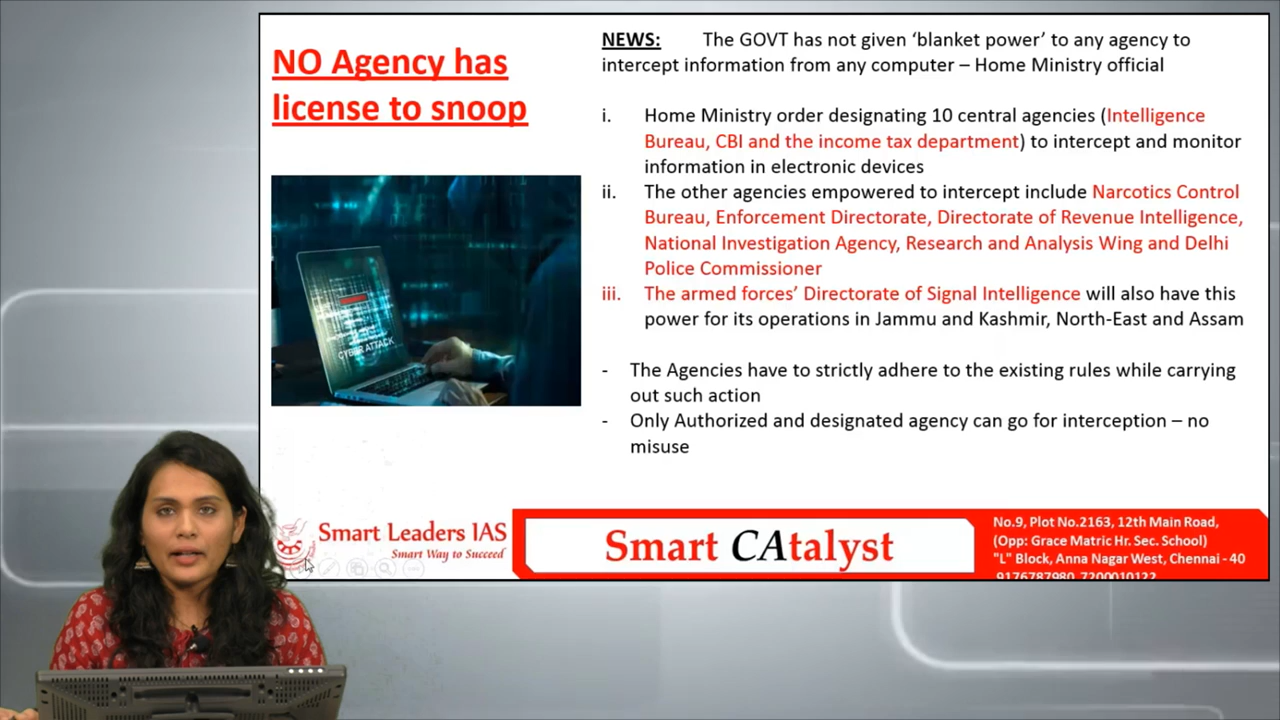 NO Agency has
license to snoop
NEWS: The GOVT has not given ‘blanket power’ to any agency to
intercept information from any computer – Home Ministry official
i. Home Ministry order designating 10 central agencies (Intelligence
Bureau, CBI and the income tax department) to intercept and monitor
information in electronic devices
ii. The other agencies empowered to intercept include Narcotics Control
Bureau, Enforcement Directorate, Directorate of Revenue Intelligence,
National Investigation Agency, Research and Analysis Wing and Delhi
Police Commissioner
iii. The armed forces’ Directorate of Signal Intelligence will also have this
power for its operations in Jammu and Kashmir, North-East and Assam
- The Agencies have to strictly adhere to the existing rules while carrying
out such action
- Only Authorized and designated agency can go for interception – no
misuse
CYBER ATTACK
Smart Leaders IAS
Smart Way to Succeed
Smart CAtalyst
No.9, Plot No.2163, 12th Main Road,
(Opp: Grace Matric Hr. Sec. School)
"L" Block, Anna Nagar West, Chennai - 40
9176787980, 7200010122